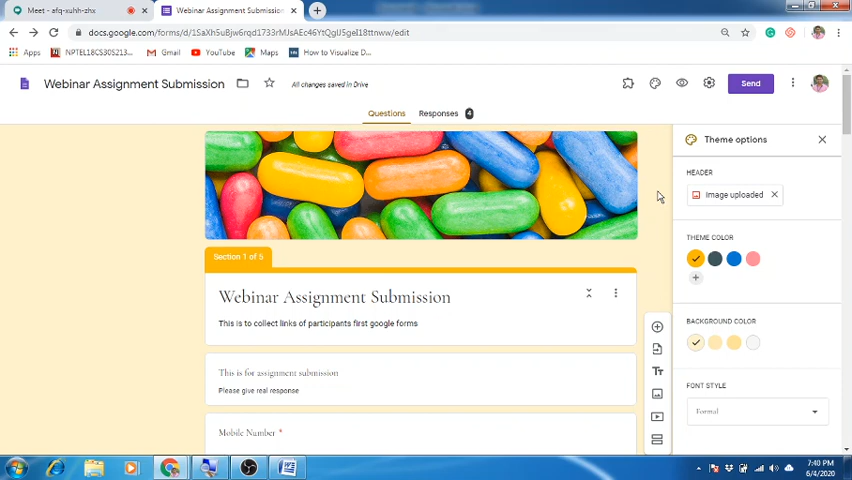 Meet - afq-xuhh-zhx
Webinar Assignment Submission
docs.google.com/forms/d/1SaXh5uBjw6rqd1733rMJsAEc46YtQgIJ5geI18ttnww/edit
Apps
NPTEL18CS30S213...
Gmail
YouTube
Maps
How to Visualize D...
Webinar Assignment Submission
All changes saved in Drive
Send
Questions
Responses 4
Theme options
HEADER
Image uploaded
THEME COLOR
Section 1 of 5
Webinar Assignment Submission
This is to collect links of participants first google forms
BACKGROUND COLOR
This is for assignment submission
Please give real response
FONT STYLE
Formal
Mobile Number *
7:40 PM
6/4/2020